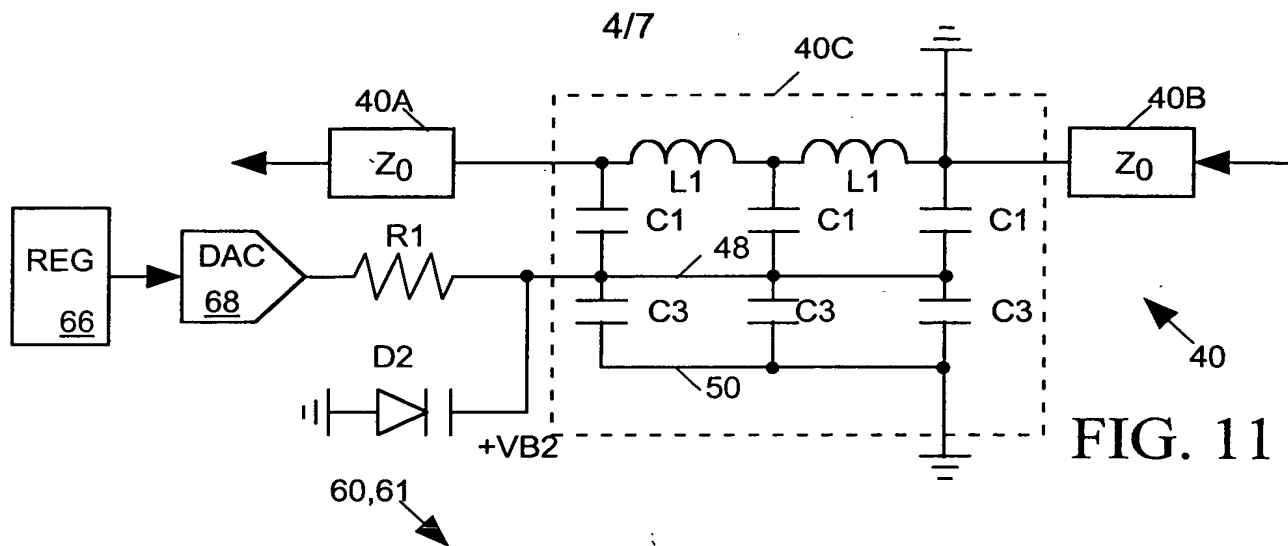 4/7
40C
40A
40B
Z0
L1
L1
Z0
C1
C1
C1
REG
66
DAC
68
R1
48
C3
C3
C3
D2
50
40
+VB2
FIG. 11
60,61